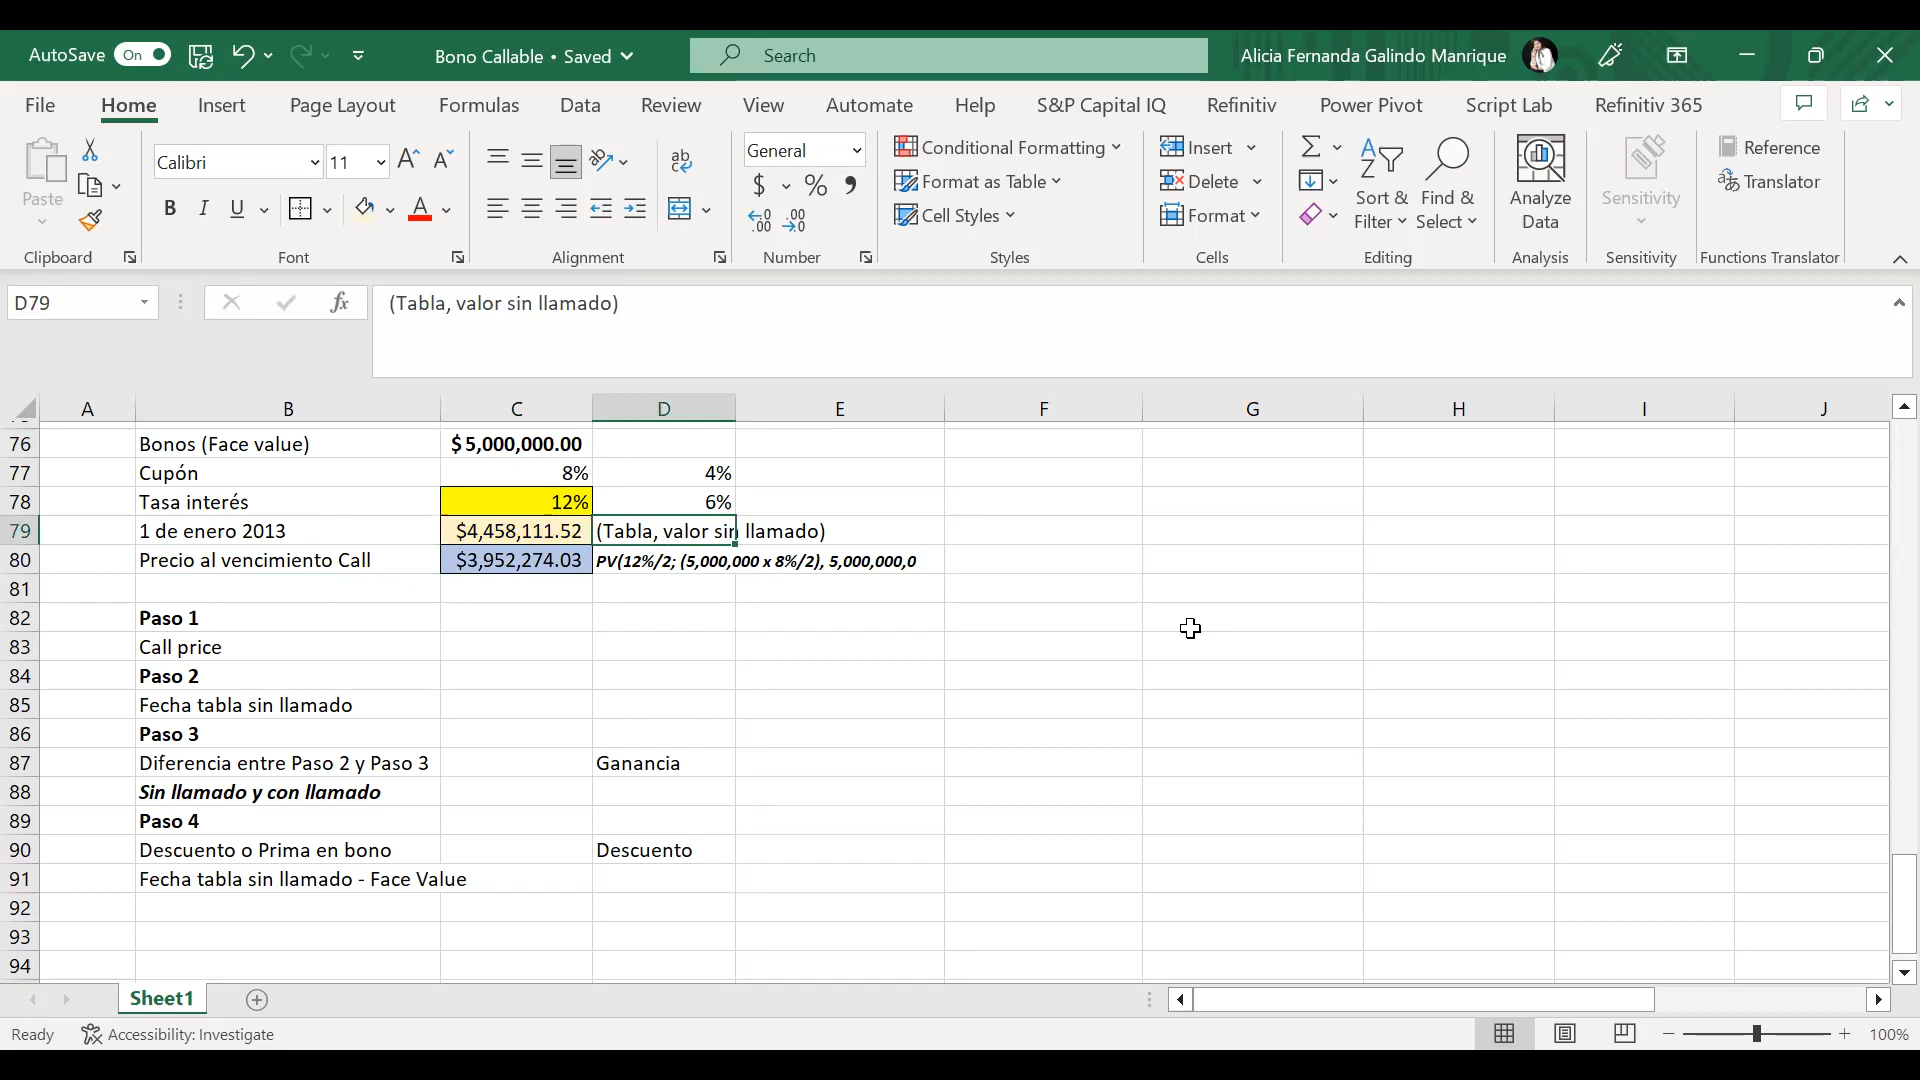 AutoSave On Bono Callable • Saved Search Alicia Fernanda Galindo Manrique
File Home Insert Page Layout Formulas Data Review View Automate Help S&P Capital IQ Refinitiv Power Pivot Script Lab Refinitiv 365
Paste
Calibri 11
B I U A
ab
General
$ % 9
Conditional Formatting
Format as Table
Cell Styles
Insert
Delete
Format
Sort & Filter
Find & Select
Analyze Data
Sensitivity
Reference
Translator
Clipboard Font Alignment Number Styles Cells Editing Analysis Sensitivity Functions Translator
D79 fx (Tabla, valor sin llamado)
A B C D E F G H I J
76 Bonos (Face value) $5,000,000.00
77 Cupón 8% 4%
78 Tasa interés 12% 6%
79 1 de enero 2013 $4,458,111.52 (Tabla, valor sin llamado)
80 Precio al vencimiento Call $3,952,274.03 PV(12%/2; (5,000,000 x 8%/2), 5,000,000,0
81
82 Paso 1
83 Call price
84 Paso 2
85 Fecha tabla sin llamado
86 Paso 3
87 Diferencia entre Paso 2 y Paso 3 Ganancia
88 Sin llamado y con llamado
89 Paso 4
90 Descuento o Prima en bono Descuento
91 Fecha tabla sin llamado - Face Value
92
93
94
Sheet1
Ready Accessibility: Investigate 100%